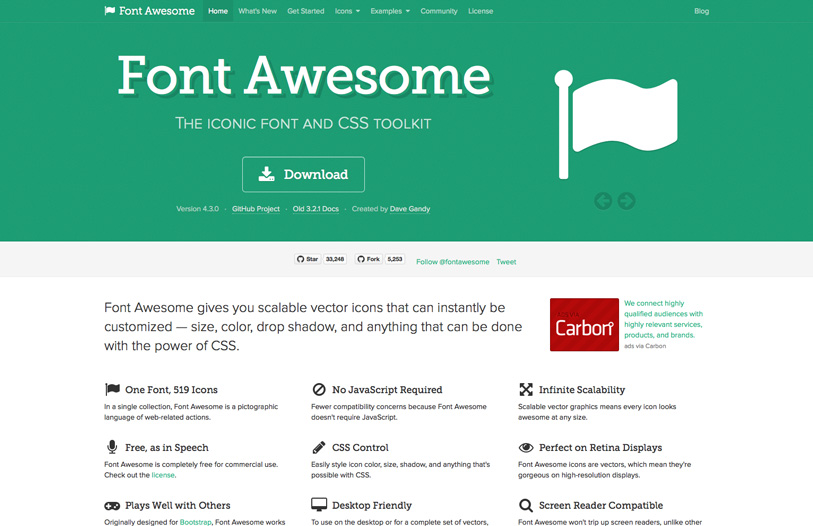 Font Awesome Home What's New Get Started Icons Examples Community License Blog
Font Awesome
The iconic font and CSS toolkit
Download
Version 4.3.0 · GitHub Project · Old 3.2.1 Docs · Created by Dave Gandy
Star 33,248 Fork 5,253 Follow @fontawesome Tweet
Font Awesome gives you scalable vector icons that can instantly be
customized — size, color, drop shadow, and anything that can be done
with the power of CSS.
Carbon
We connect highly
qualified audiences with
highly relevant services,
products, and brands.
ads via Carbon
One Font, 519 Icons
In a single collection, Font Awesome is a pictographic
language of web-related actions.
No JavaScript Required
Fewer compatibility concerns because Font Awesome
doesn't require JavaScript.
Infinite Scalability
Scalable vector graphics means every icon looks
awesome at any size.
Free, as in Speech
Font Awesome is completely free for commercial use.
Check out the license.
CSS Control
Easily style icon color, size, shadow, and anything that's
possible with CSS.
Perfect on Retina Displays
Font Awesome icons are vectors, which mean they're
gorgeous on high-resolution displays.
Plays Well with Others
Originally designed for Bootstrap, Font Awesome works
Desktop Friendly
To use on the desktop or for a complete set of vectors,
Screen Reader Compatible
Font Awesome won't trip up screen readers, unlike other